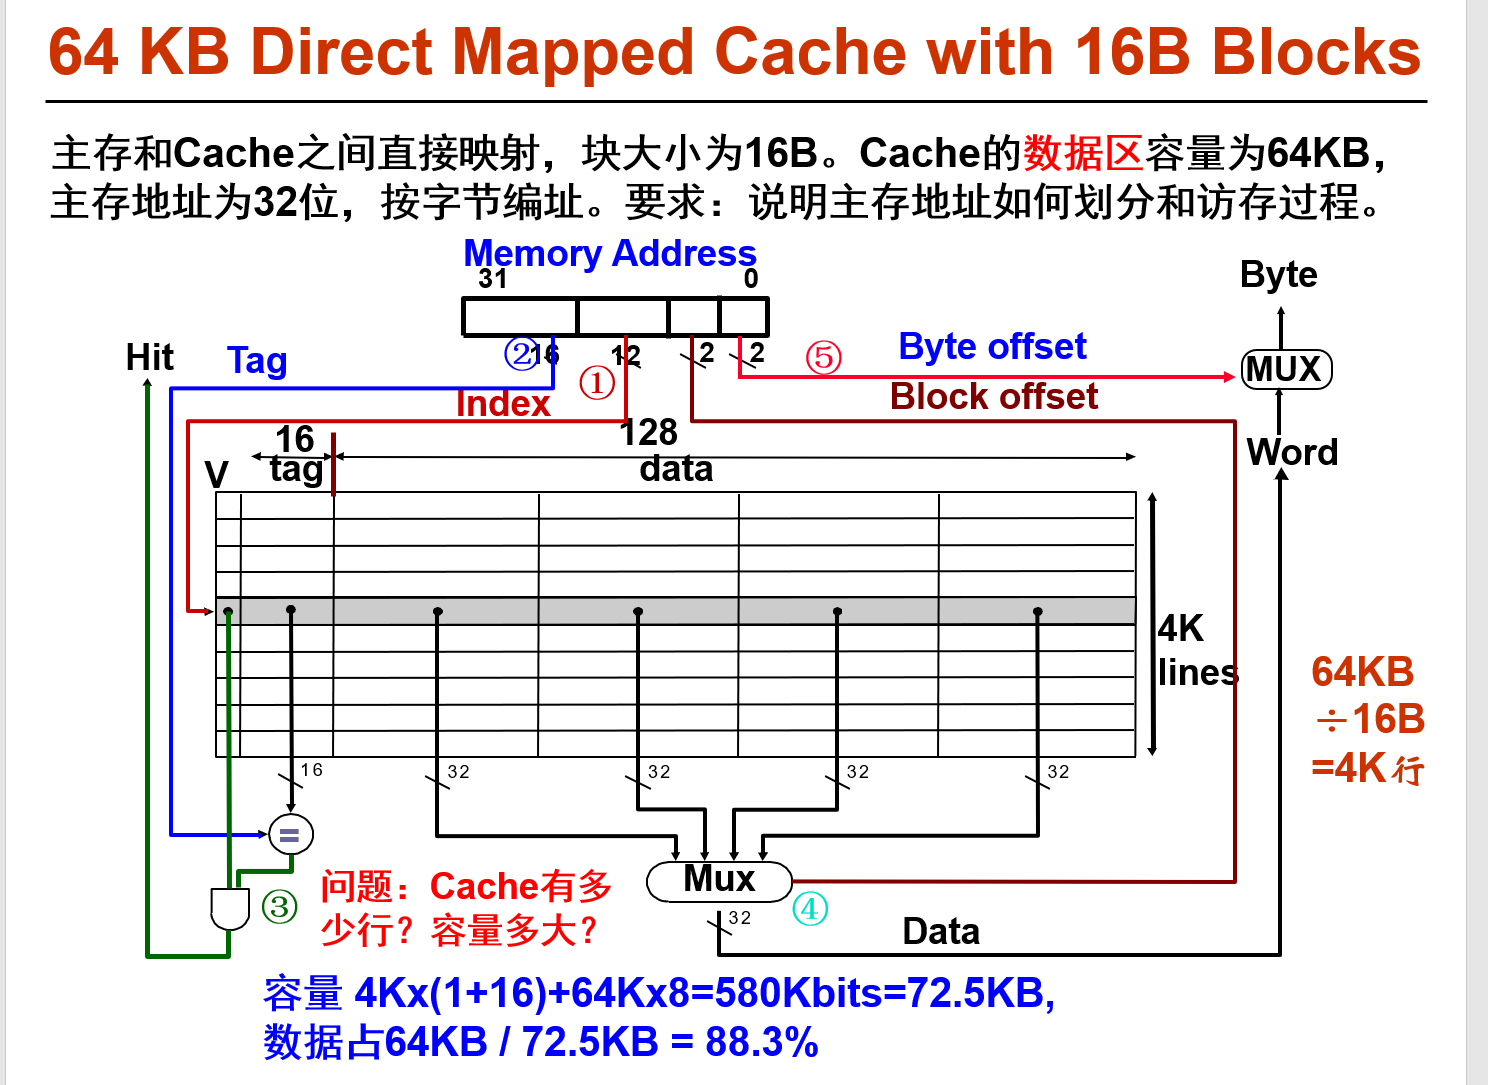 64 KB Direct Mapped Cache with 16B Blocks
主存和Cache之间直接映射，块大小为16B。Cache的数据区容量为64KB，
主存地址为32位，按字节编址。要求：说明主存地址如何划分和访存过程。
Memory Address
31 0
Byte
②16 12 2 2
Hit
Tag
①
⑤
Byte offset
MUX
Index
Block offset
16
128
V
tag
data
Word
4K
lines
64KB
÷16B
=4K行
16 32 32 32 32
=
Mux
③
④
问题：Cache有多
少行？容量多大？
32
Data
容量 4Kx(1+16)+64Kx8=580Kbits=72.5KB,
数据占64KB / 72.5KB = 88.3%